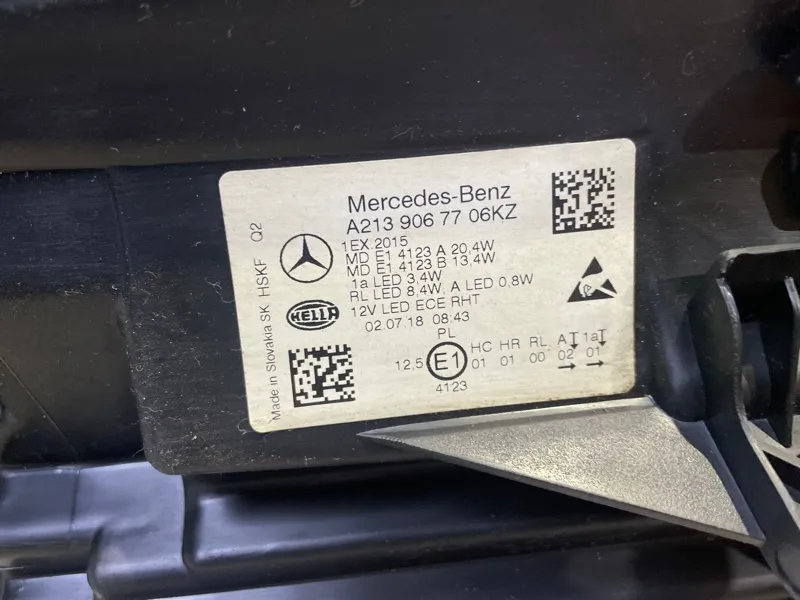 Mercedes-Benz
A213 906 77 06KZ
1EX.2015
MD E1 4123 A 20,4W
MD E1 4123 B 13,4W
1a LED 3,4W
RL LED 8,4W, A LED 0,8W
12V LED ECE RHT
02.07.18 08:43
PL
HC HR RL A 1a
12,5 E1 01 01 00 02 01
4123
HELLA
Made in Slovakia SK HSKF Q2